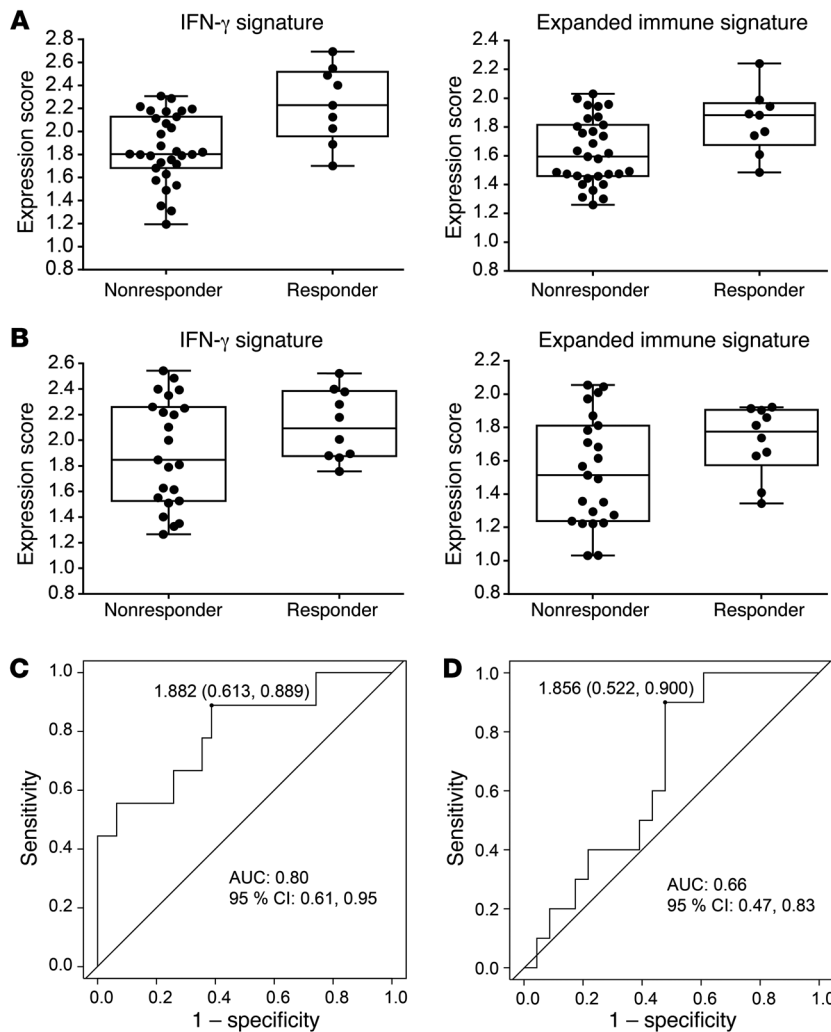 A
IFN-γ signature
Expanded immune signature
Expression score
2.8
2.6
2.4
2.2
2.0
1.8
1.6
1.4
1.2
1.0
0.8
Nonresponder
Responder
Expression score
2.4
2.2
2.0
1.8
1.6
1.4
1.2
1.0
0.8
Nonresponder
Responder
B
IFN-γ signature
Expanded immune signature
Expression score
2.6
2.4
2.2
2.0
1.8
1.6
1.4
1.2
1.0
0.8
Nonresponder
Responder
Expression score
2.2
2.0
1.8
1.6
1.4
1.2
1.0
0.8
Nonresponder
Responder
C
Sensitivity
1.0
0.8
0.6
0.4
0.2
0.0
1.882 (0.613, 0.889)
AUC: 0.80
95 % CI: 0.61, 0.95
0.0 0.2 0.4 0.6 0.8 1.0
1 – specificity
D
Sensitivity
1.0
0.8
0.6
0.4
0.2
0.0
1.856 (0.522, 0.900)
AUC: 0.66
95 % CI: 0.47, 0.83
0.0 0.2 0.4 0.6 0.8 1.0
1 – specificity